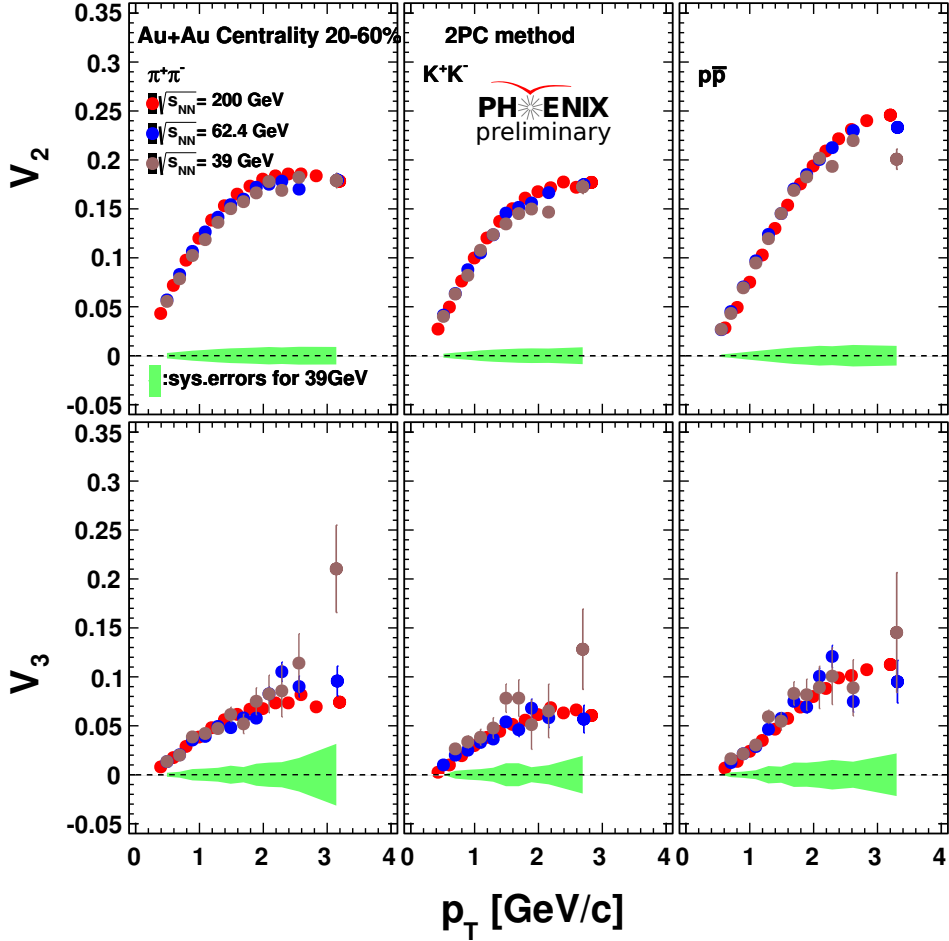 Au+Au Centrality 20-60%
2PC method
π+π-
K+K-
pp̅
√sNN = 200 GeV
√sNN = 62.4 GeV
√sNN = 39 GeV
PHENIX
preliminary
:sys.errors for 39GeV
V2
0.35
0.3
0.25
0.2
0.15
0.1
0.05
0
-0.05
V3
0.35
0.3
0.25
0.2
0.15
0.1
0.05
0
-0.05
0 1 2 3 4 0 1 2 3 4 0 1 2 3 4
pT [GeV/c]